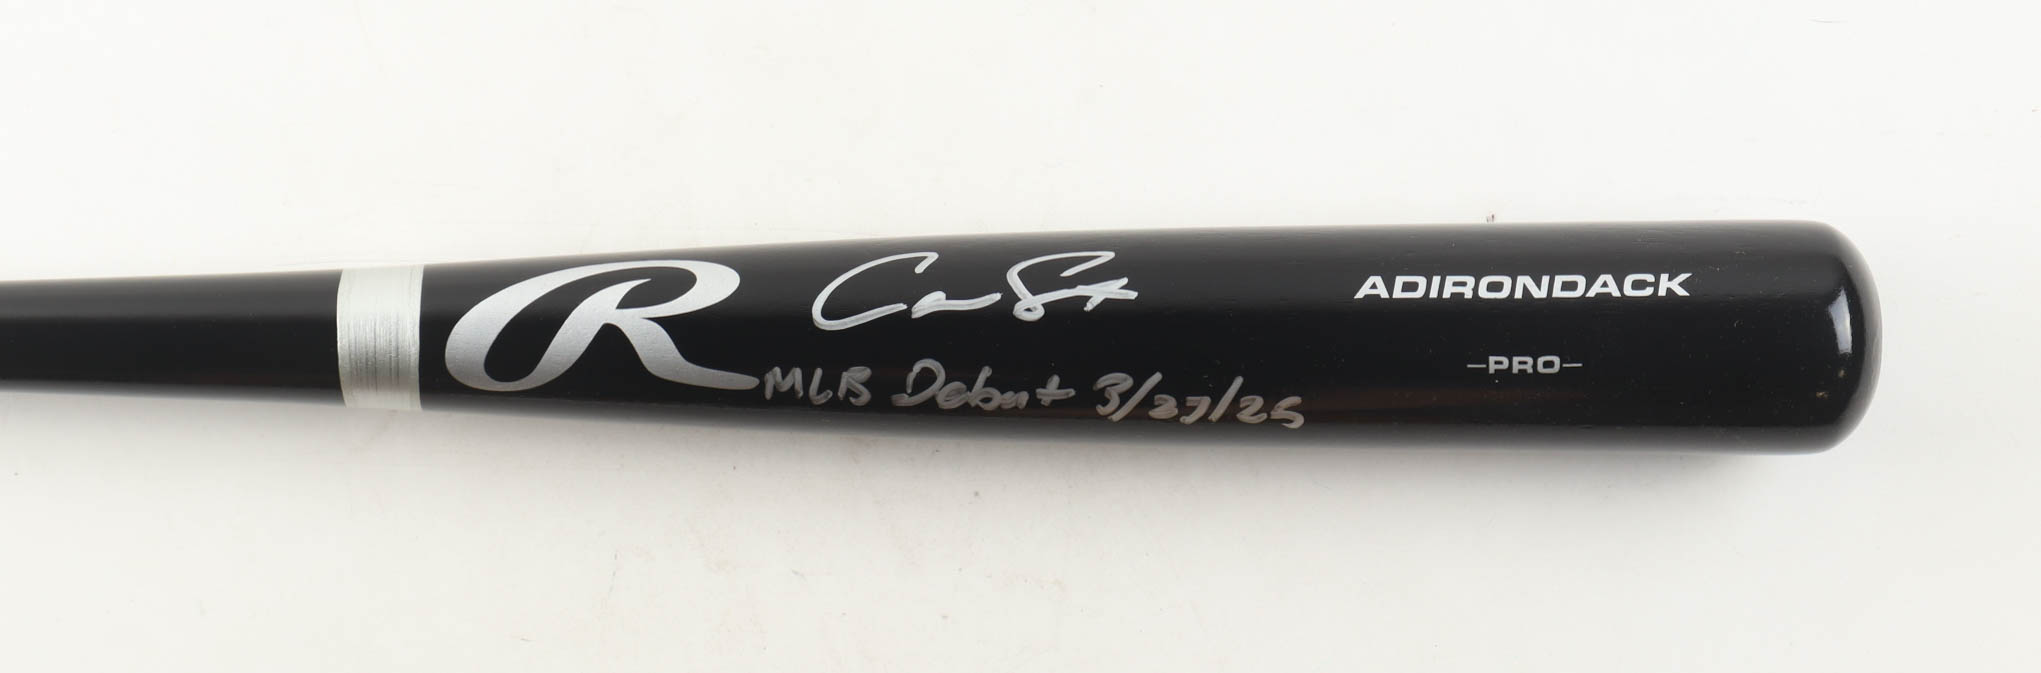 R
MLB Debut 3/27/25
ADIRONDACK
-PRO-